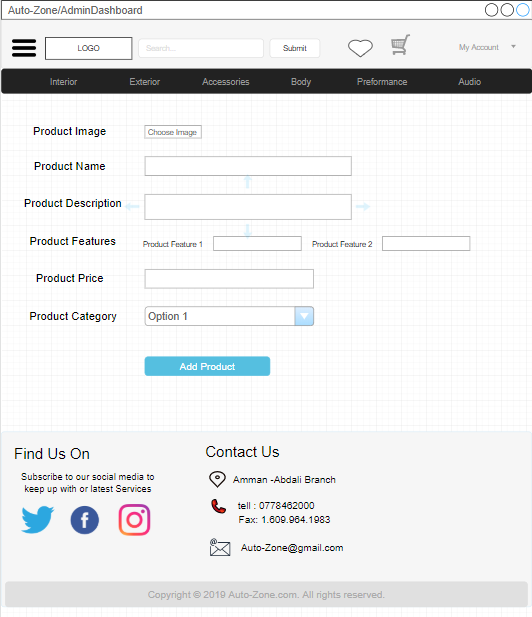 Auto-Zone/AdminDashboard
LOGO
Search...
Submit
My Account
Interior
Exterior
Accessories
Body
Preformance
Audio
Product Image
Choose Image
Product Name
Product Description
Product Features
Product Feature 1
Product Feature 2
Product Price
Product Category
Option 1
Add Product
Find Us On
Subscribe to our social media to
keep up with or latest Services
Contact Us
Amman -Abdali Branch
tell : 0778462000
Fax: 1.609.964.1983
@
Auto-Zone@gmail.com
Copyright © 2019 Auto-Zone.com. All rights reserved.